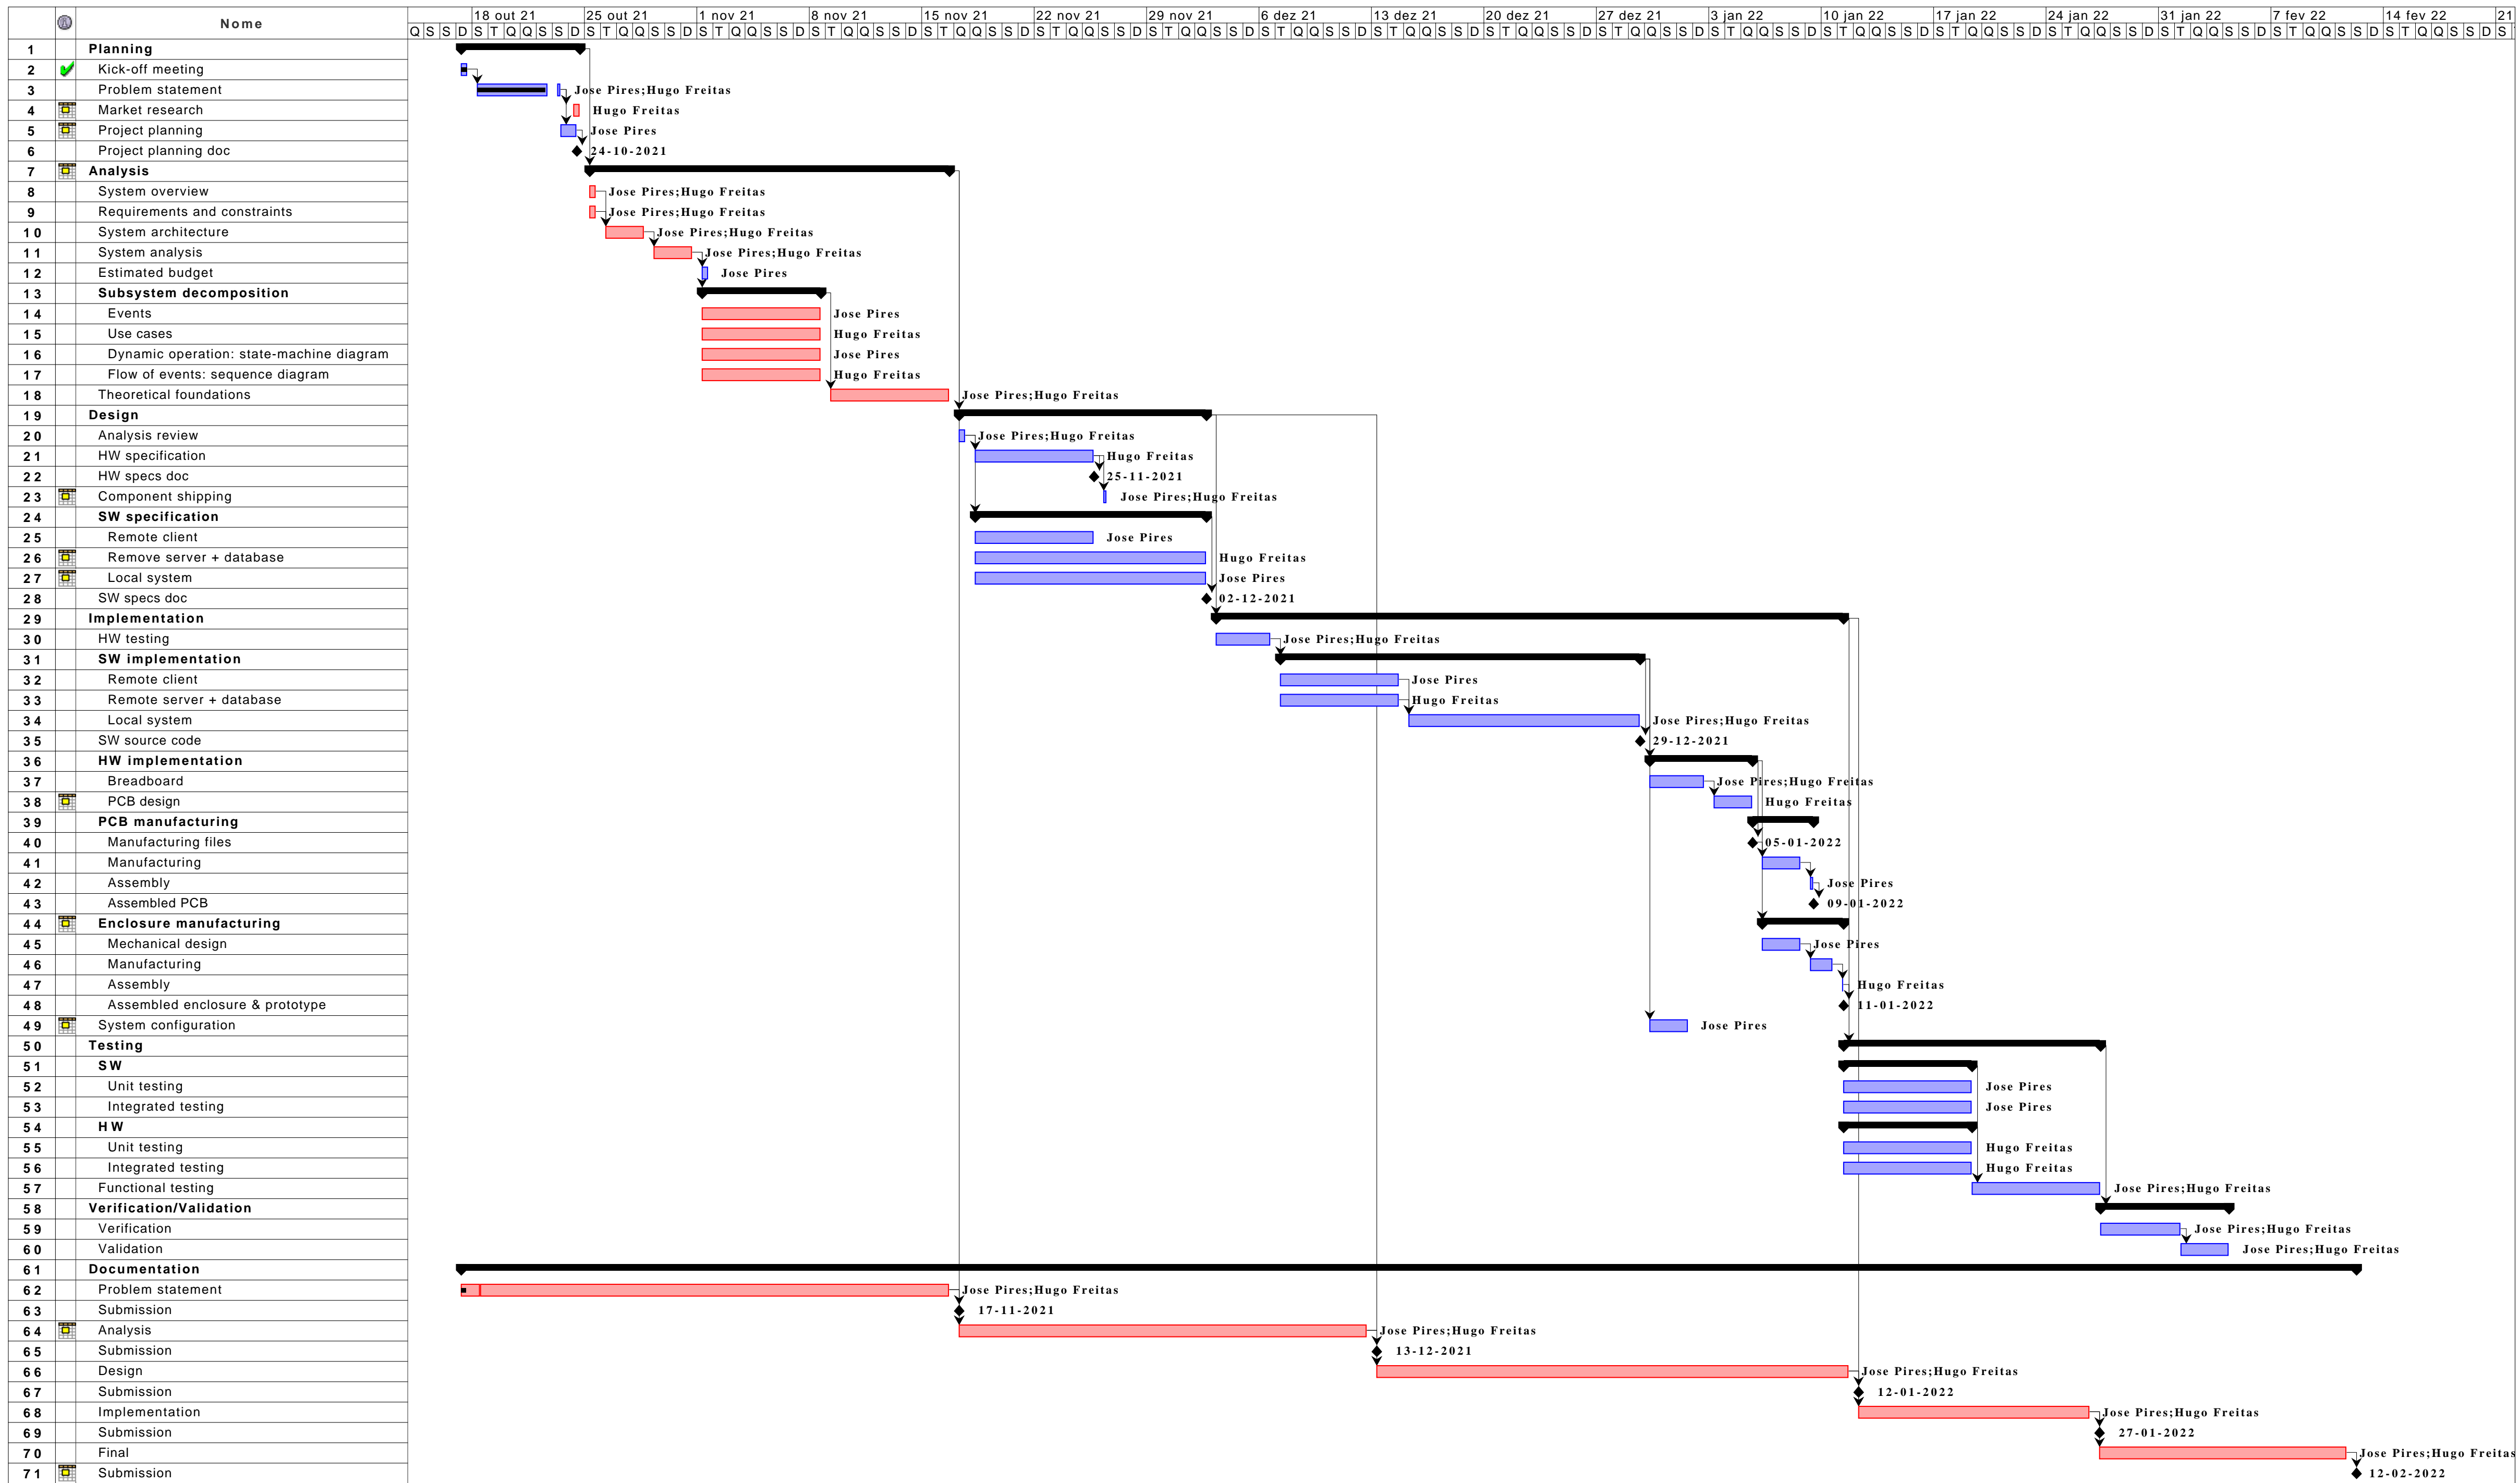 Nome 18 out 21 25 out 21 1 nov 21 8 nov 21 15 nov 21 22 nov 21 29 nov 21 6 dez 21 13 dez 21 20 dez 21 27 dez 21 3 jan 22 10 jan 22 17 jan 22 24 jan 22 31 jan 22 7 fev 22 14 fev 22 21
Q S S D S T Q Q S S D S T Q Q S S D S T Q Q S S D S T Q Q S S D S T Q Q S S D S T Q Q S S D S T Q Q S S D S T Q Q S S D S T Q Q S S D S T Q Q S S D S T Q Q S S D S T Q Q S S D S T Q Q S S D S T Q Q S S D S T Q Q S S D S T Q Q S S D S T Q Q S S D S T Q Q S S D S
1 Planning
2 Kick-off meeting
3 Problem statement Jose Pires;Hugo Freitas
4 Market research Hugo Freitas
5 Project planning Jose Pires
6 Project planning doc 24-10-2021
7 Analysis
8 System overview Jose Pires;Hugo Freitas
9 Requirements and constraints Jose Pires;Hugo Freitas
10 System architecture Jose Pires;Hugo Freitas
11 System analysis Jose Pires;Hugo Freitas
12 Estimated budget Jose Pires
13 Subsystem decomposition
14 Events Jose Pires
15 Use cases Hugo Freitas
16 Dynamic operation: state-machine diagram Jose Pires
17 Flow of events: sequence diagram Hugo Freitas
18 Theoretical foundations Jose Pires;Hugo Freitas
19 Design
20 Analysis review Jose Pires;Hugo Freitas
21 HW specification Hugo Freitas
22 HW specs doc 25-11-2021
23 Component shipping Jose Pires;Hugo Freitas
24 SW specification
25 Remote client Jose Pires
26 Remove server + database Hugo Freitas
27 Local system Jose Pires
28 SW specs doc 02-12-2021
29 Implementation
30 HW testing Jose Pires;Hugo Freitas
31 SW implementation
32 Remote client Jose Pires
33 Remote server + database Hugo Freitas
34 Local system Jose Pires;Hugo Freitas
35 SW source code 29-12-2021
36 HW implementation
37 Breadboard Jose Pires;Hugo Freitas
38 PCB design Hugo Freitas
39 PCB manufacturing
40 Manufacturing files 05-01-2022
41 Manufacturing
42 Assembly Jose Pires
43 Assembled PCB 09-01-2022
44 Enclosure manufacturing
45 Mechanical design Jose Pires
46 Manufacturing
47 Assembly Hugo Freitas
48 Assembled enclosure & prototype 11-01-2022
49 System configuration Jose Pires
50 Testing
51 SW
52 Unit testing Jose Pires
53 Integrated testing Jose Pires
54 HW
55 Unit testing Hugo Freitas
56 Integrated testing Hugo Freitas
57 Functional testing Jose Pires;Hugo Freitas
58 Verification/Validation
59 Verification Jose Pires;Hugo Freitas
60 Validation Jose Pires;Hugo Freitas
61 Documentation
62 Problem statement Jose Pires;Hugo Freitas
63 Submission 17-11-2021
64 Analysis Jose Pires;Hugo Freitas
65 Submission 13-12-2021
66 Design Jose Pires;Hugo Freitas
67 Submission 12-01-2022
68 Implementation Jose Pires;Hugo Freitas
69 Submission 27-01-2022
70 Final Jose Pires;Hugo Freitas
71 Submission 12-02-2022